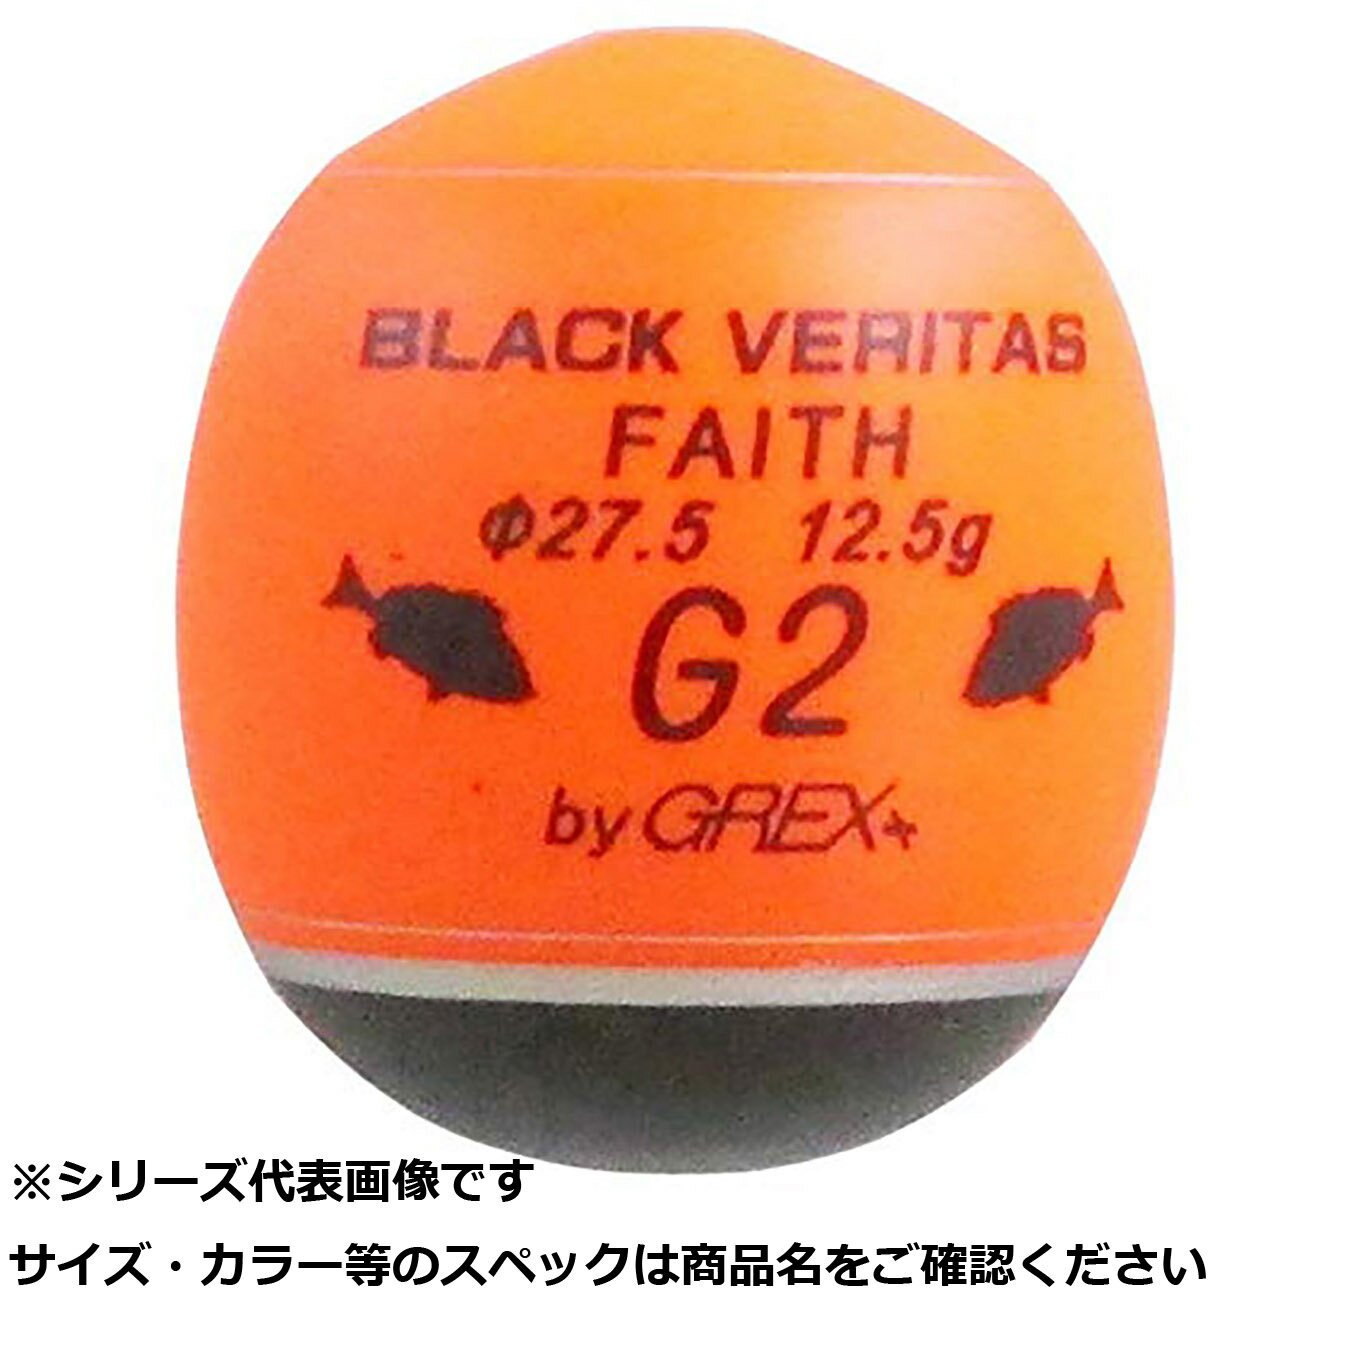 BLACK VERITAS
FAITH
Φ27.5 12.5g
G2
by GREX+
※シリーズ代表画像です
サイズ・カラー等のスペックは商品名をご確認ください